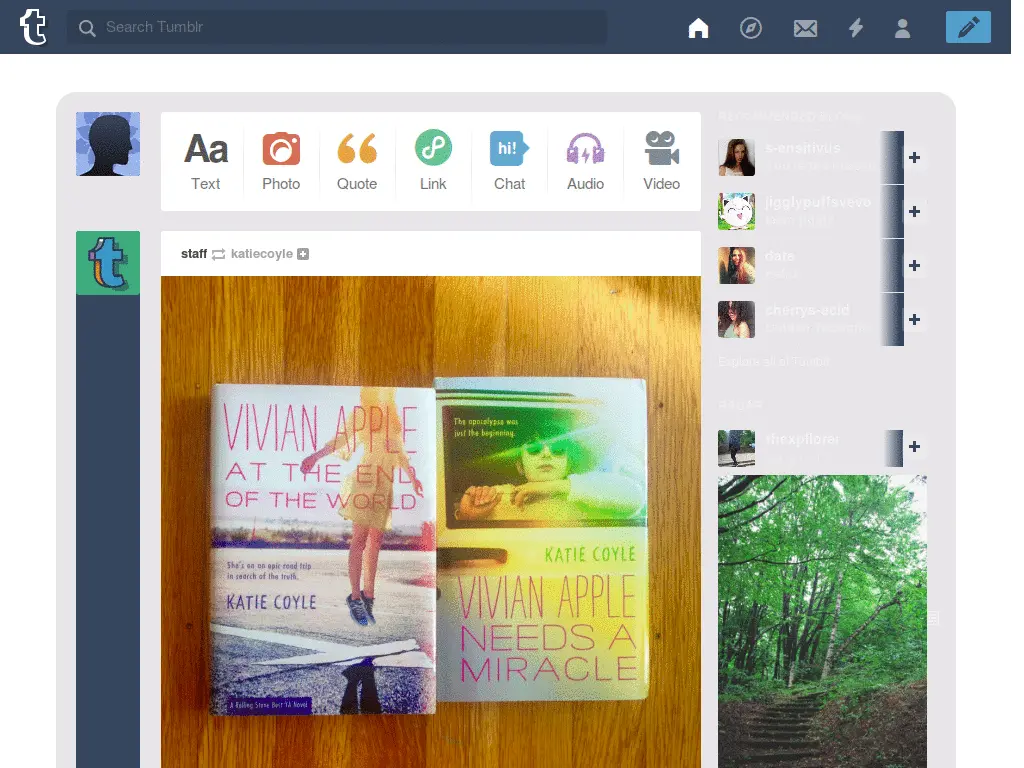 Search Tumblr
Aa
hi!
Text
Photo
Quote
Link
Chat
Audio
Video
staff katiecoyle
VIVIAN APPLE
AT THE END
OF THE WORLD
She's on an epic road trip
in search of the truth.
KATIE COYLE
A Rolling Stone Best YA Novel
The apocalypse was
just the beginning.
KATIE COYLE
VIVIAN APPLE
NEEDS A
MIRACLE
RECOMMENDED BLOGS
s-ensitivus
jigglypuffsveevo
date
cherrys-acid
Explore all of Tumblr
RADAR